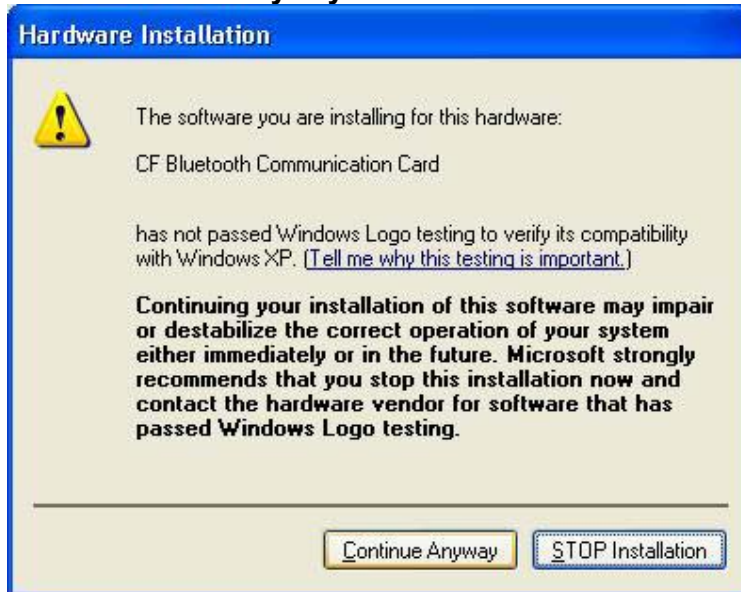 Hardware Installation
The software you are installing for this hardware:
CF Bluetooth Communication Card
has not passed Windows Logo testing to verify its compatibility
with Windows XP. (Tell me why this testing is important.)
Continuing your installation of this software may impair
or destabilize the correct operation of your system
either immediately or in the future. Microsoft strongly
recommends that you stop this installation now and
contact the hardware vendor for software that has
passed Windows Logo testing.
Continue Anyway
STOP Installation